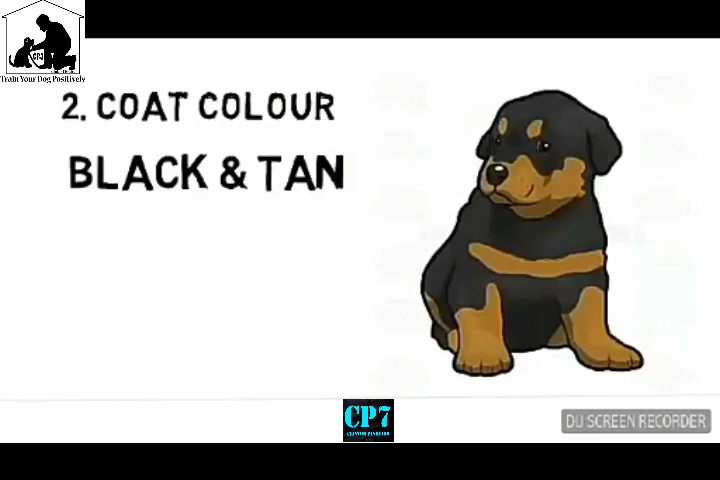 Train Your Dog Positively
2. COAT COLOUR
BLACK & TAN
CP7
DU SCREEN RECORDER